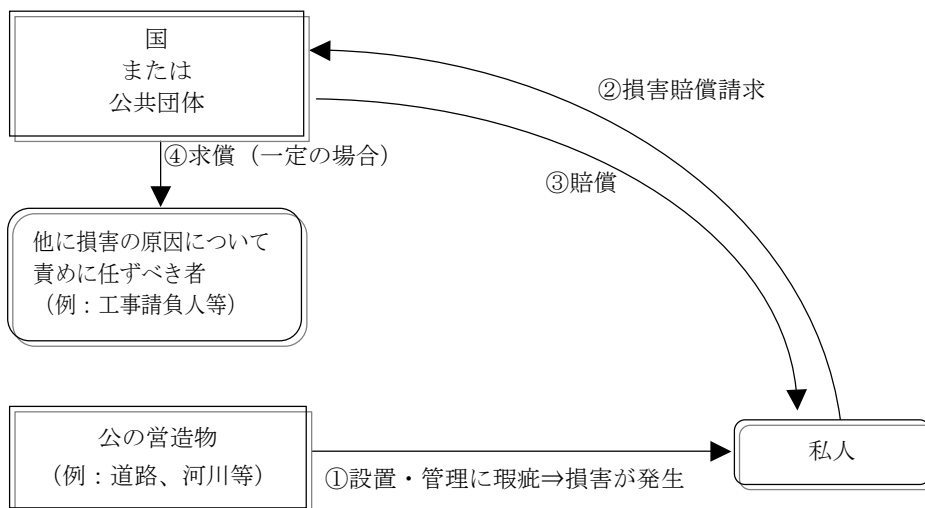 国
または
公共団体
②損害賠償請求
④求償（一定の場合）
③賠償
他に損害の原因について
責めに任ずべき者
（例：工事請負人等）
公の営造物
（例：道路、河川等）
①設置・管理に瑕疵⇒損害が発生
私人